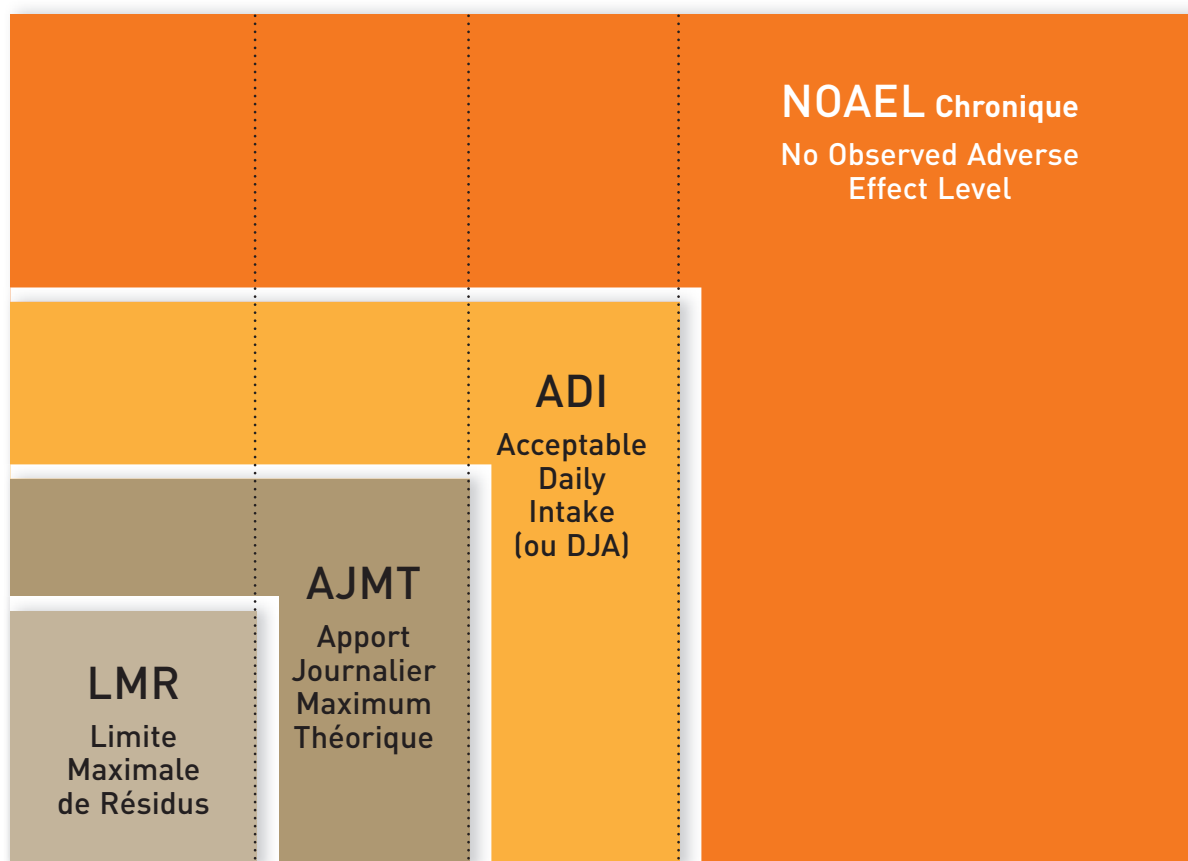 NOAEL Chronique
No Observed Adverse
Effect Level
ADI
Acceptable
Daily
Intake
(ou DJA)
AJMT
Apport
Journalier
Maximum
Théorique
LMR
Limite
Maximale
de Résidus